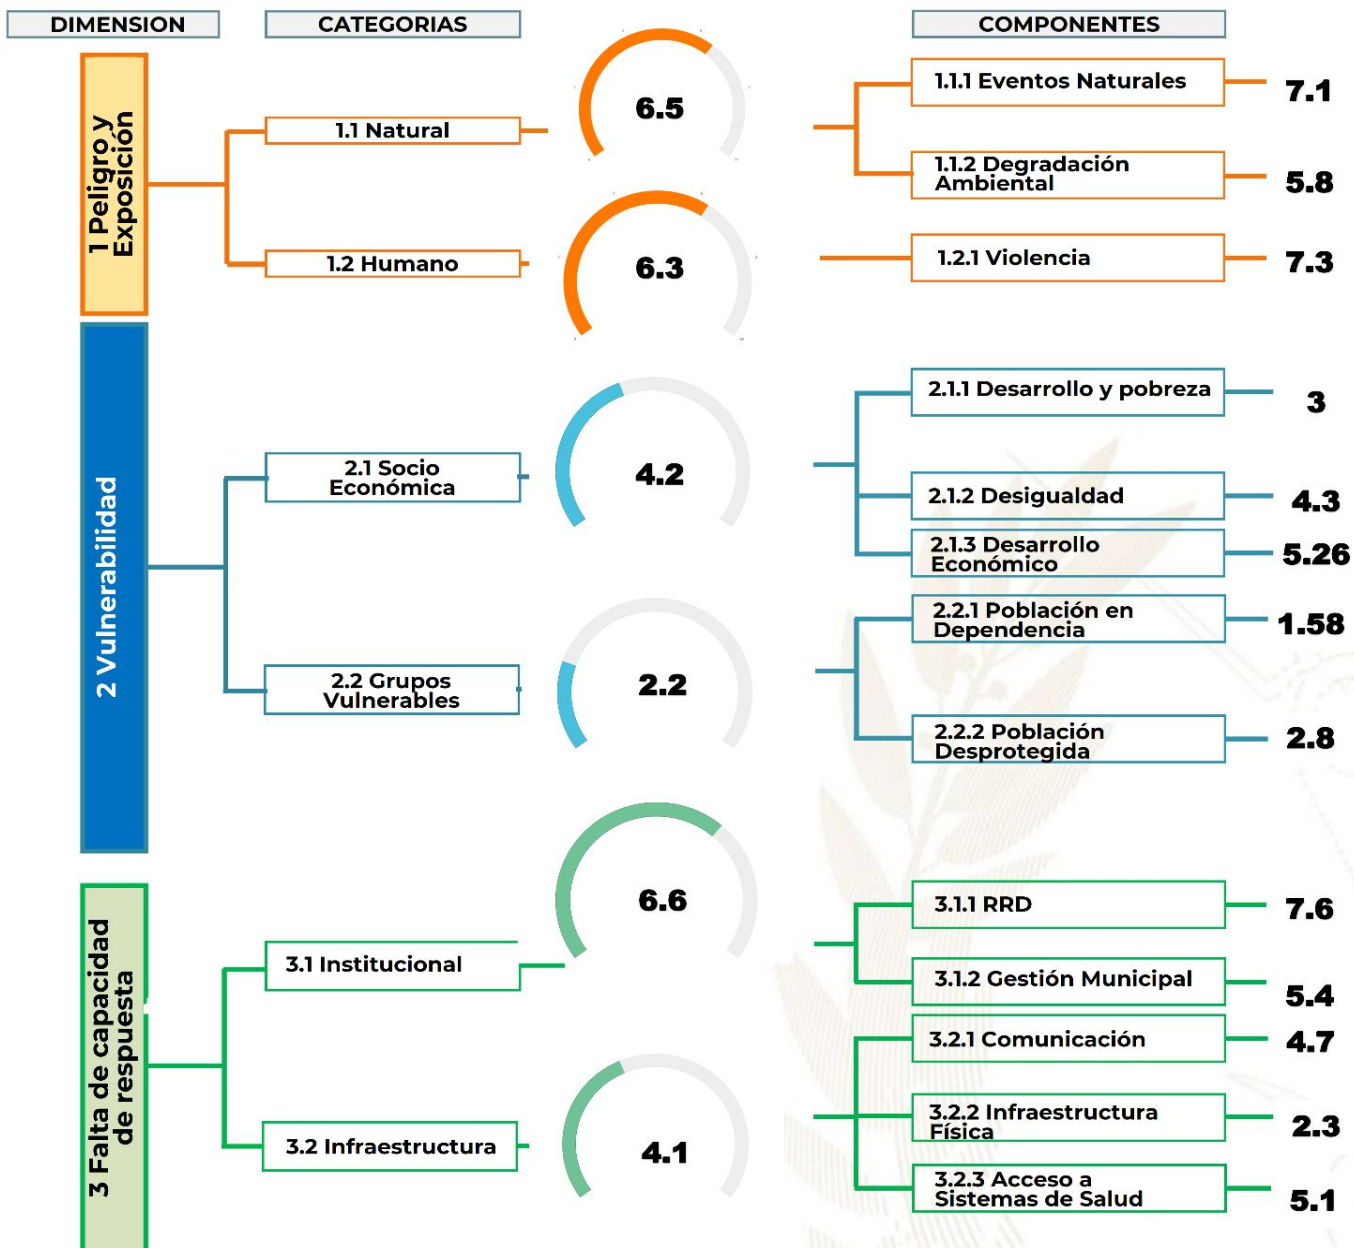 DIMENSION
CATEGORIAS
COMPONENTES
1 Peligro y
Exposición
1.1 Natural
6.5
1.1.1 Eventos Naturales
7.1
1.1.2 Degradación
Ambiental
5.8
1.2 Humano
6.3
1.2.1 Violencia
7.3
2 Vulnerabilidad
2.1 Socio
Económica
4.2
2.1.1 Desarrollo y pobreza
3
2.1.2 Desigualdad
4.3
2.1.3 Desarrollo
Económico
5.26
2.2 Grupos
Vulnerables
2.2
2.2.1 Población en
Dependencia
1.58
2.2.2 Población
Desprotegida
2.8
3 Falta de capacidad
de respuesta
3.1 Institucional
6.6
3.1.1 RRD
7.6
3.1.2 Gestión Municipal
5.4
3.2 Infraestructura
4.1
3.2.1 Comunicación
4.7
3.2.2 Infraestructura
Física
2.3
3.2.3 Acceso a
Sistemas de Salud
5.1